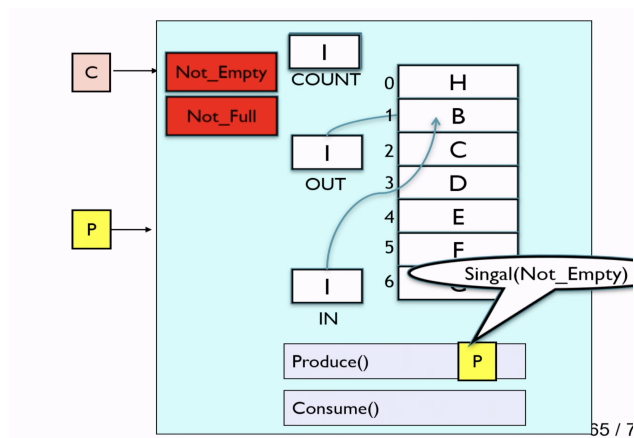 C
Not_Empty
Not_Full
I
COUNT
I
OUT
P
I
IN
0 H
1 B
2 C
3 D
4 E
5 F
6
Singal(Not_Empty)
Produce() P
Consume()
65 / 7